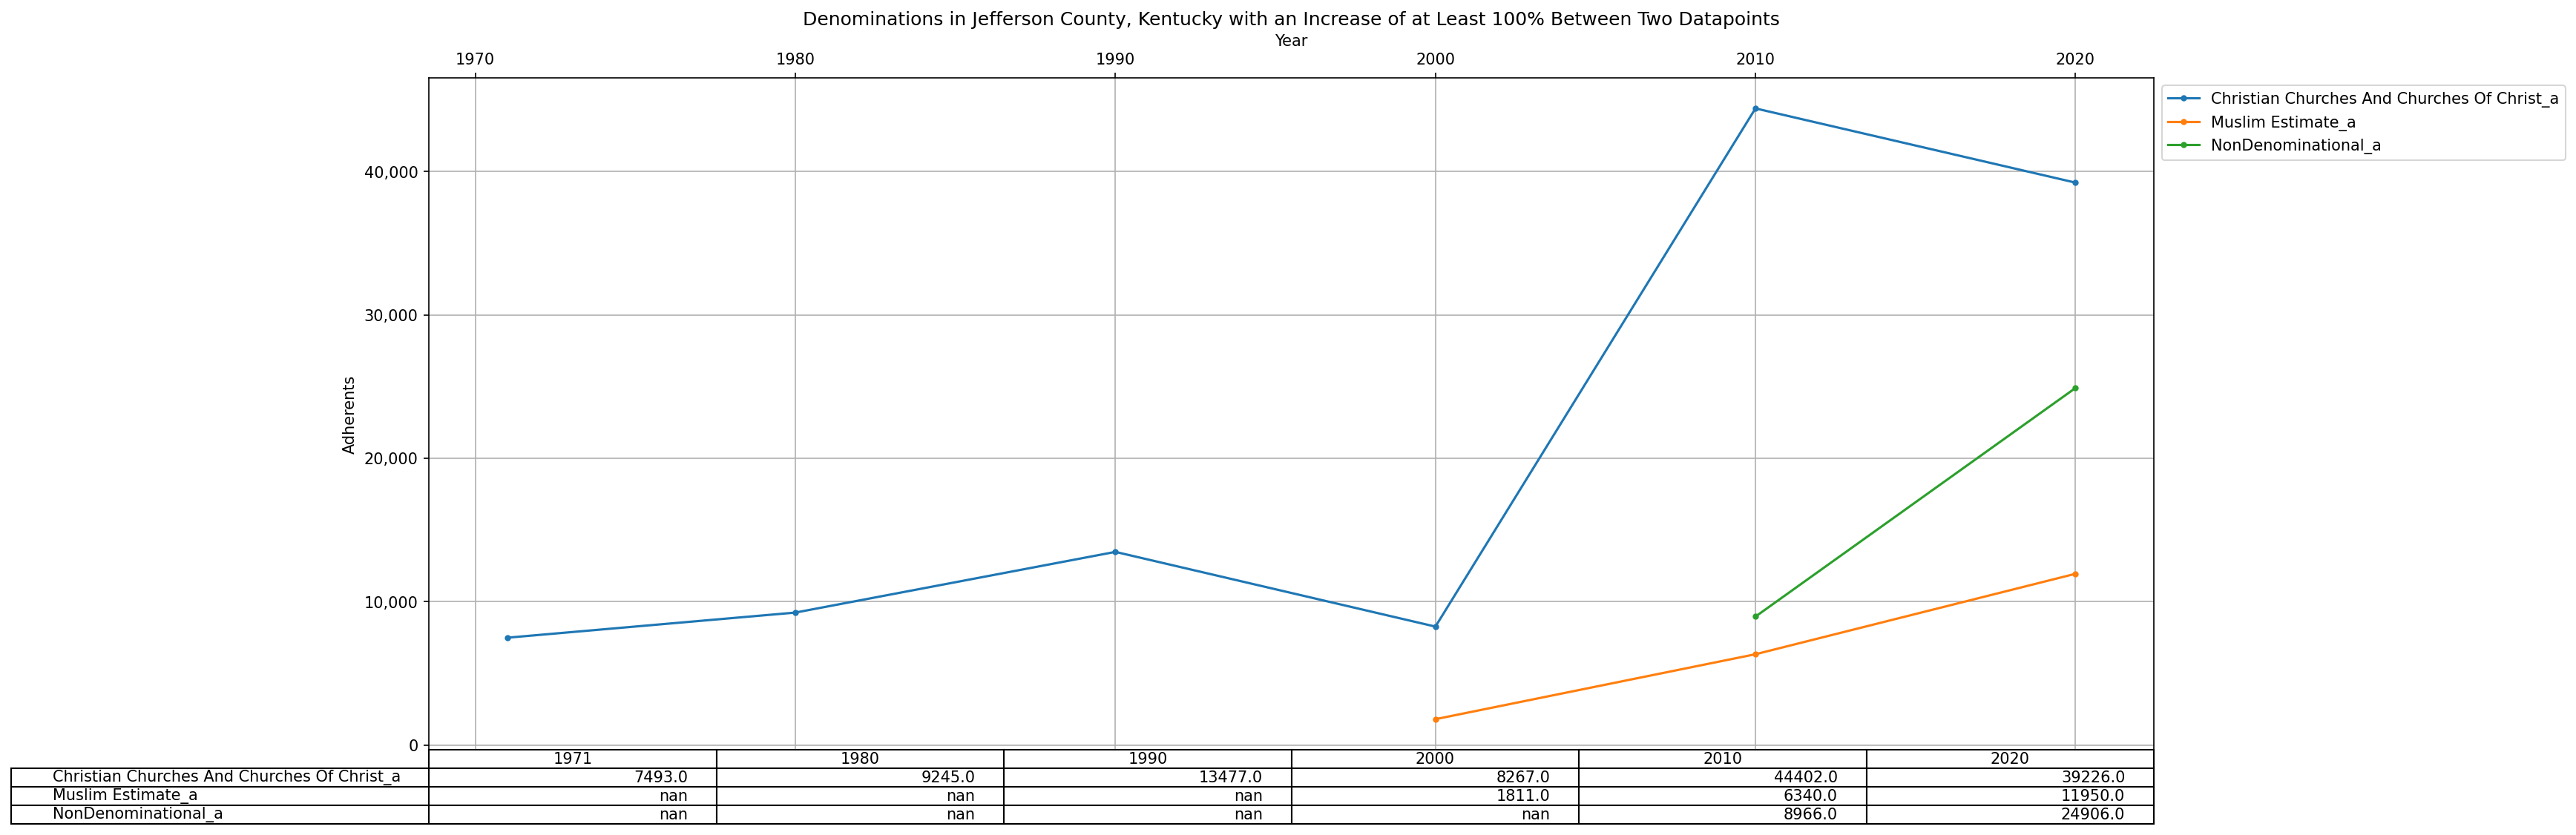 Denominations in Jefferson County, Kentucky with an Increase of at Least 100% Between Two Datapoints
Year
1970 1980 1990 2000 2010 2020
Christian Churches And Churches Of Christ_a
Muslim Estimate_a
NonDenominational_a
40,000
30,000
20,000
10,000
0
Adherents
1971 1980 1990 2000 2010 2020
Christian Churches And Churches Of Christ_a 7493.0 9245.0 13477.0 8267.0 44402.0 39226.0
Muslim Estimate_a nan nan nan 1811.0 6340.0 11950.0
NonDenominational_a nan nan nan nan 8966.0 24906.0